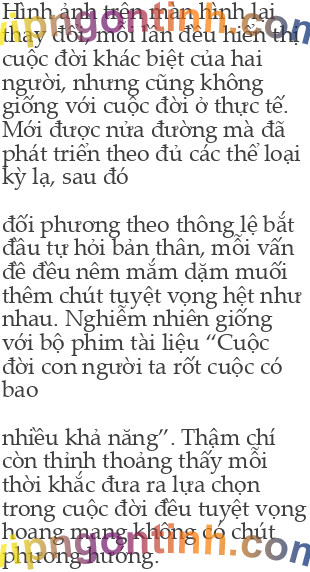 Hình ảnh trên màn hình lại
thay đổi, mỗi lần đều hiển thị
cuộc đời khác biệt của hai
người, nhưng cũng không
giống với cuộc đời ở thực tế.
Mới được nửa đường mà đã
phát triển theo đủ các thể loại
kỳ lạ, sau đó
đối phương theo thông lệ bắt
đầu tự hỏi bản thân, mỗi vấn
đề đều nêm mắm dặm muối
thêm chút tuyệt vọng hệt như
nhau. Nghiễm nhiên giống
với bộ phim tài liệu “Cuộc
đời con người ta rốt cuộc có
bao
nhiều khả năng”. Thậm chí
còn thỉnh thoảng thấy mỗi
thời khắc đưa ra lựa chọn
trong cuộc đời đều tuyệt vọng
hoang mang không có chút
phương hướng.
vipngontinh.com
vipngontinh.com